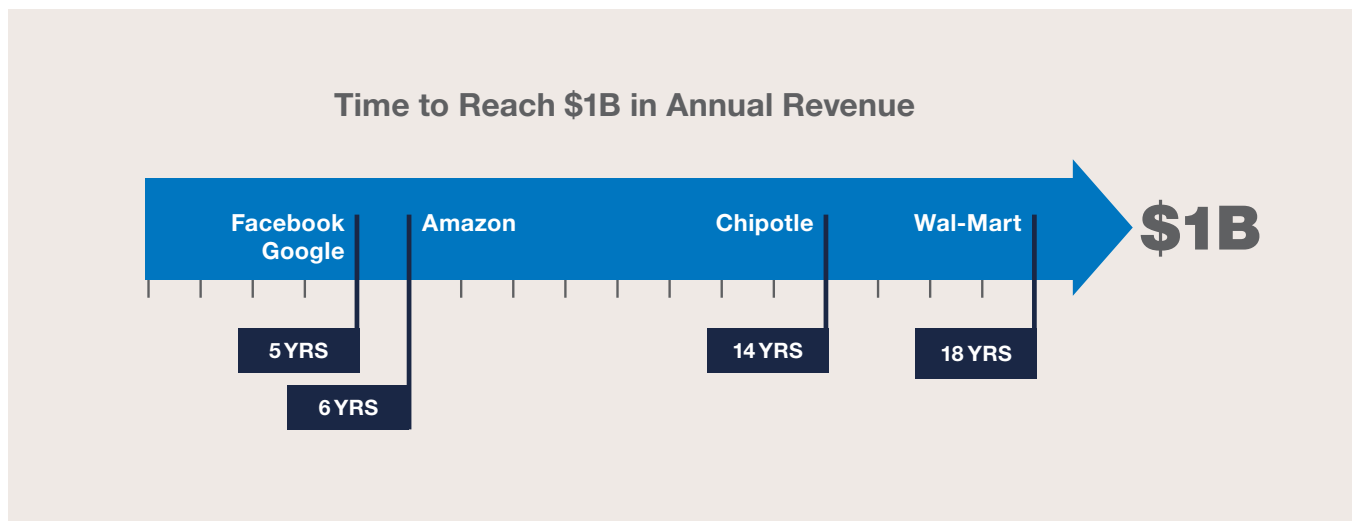 Time to Reach $1B in Annual Revenue
Facebook
Google
Amazon
Chipotle
Wal-Mart
$1B
5 YRS
6 YRS
14 YRS
18 YRS